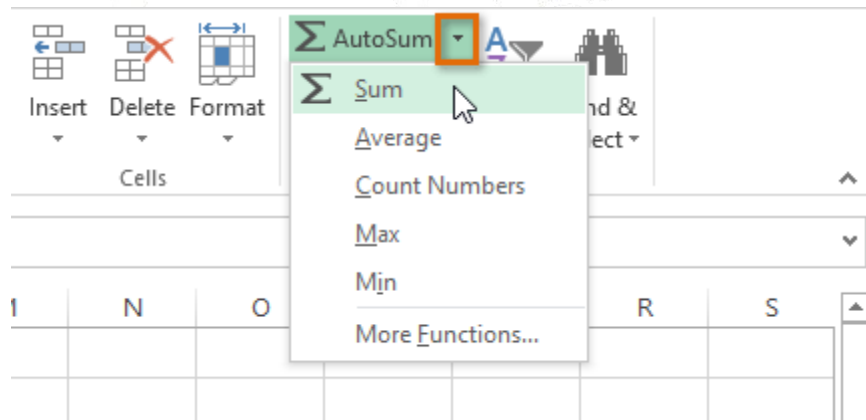 Σ AutoSum
Insert Delete Format
Cells
Σ Sum
Average
Count Numbers
Max
Min
More Functions...
&
N O R S